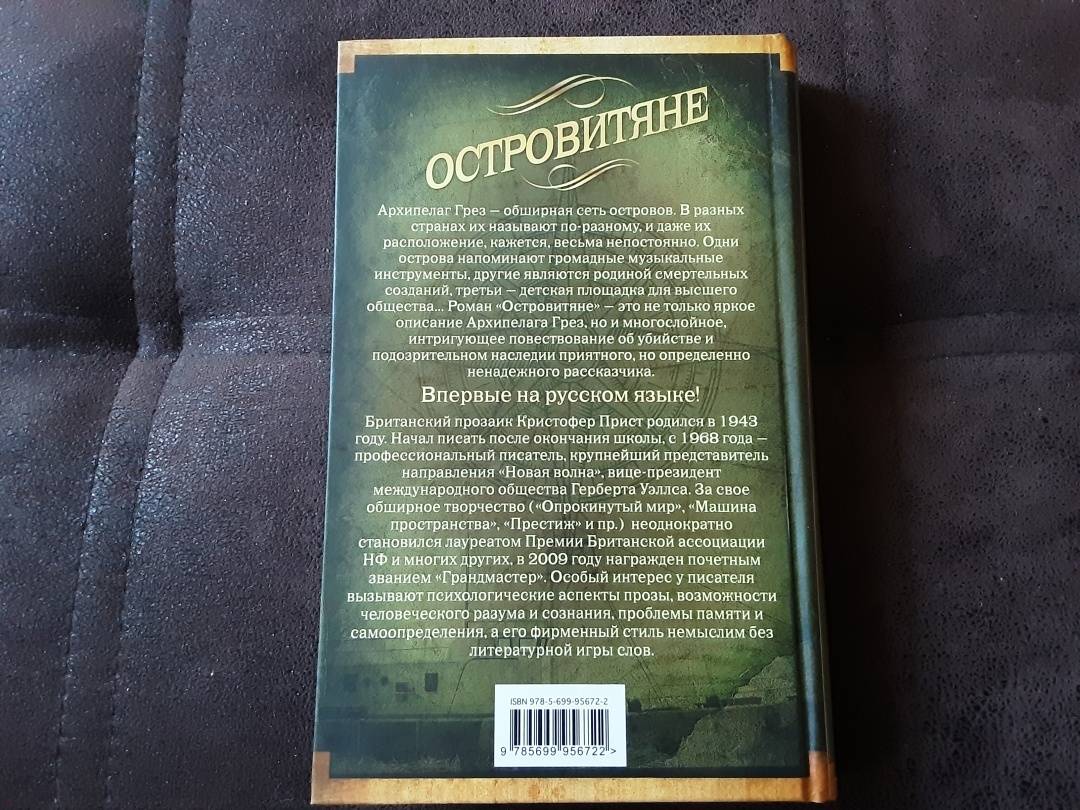 ОСТРОВИТЯНЕ
Архипелаг Грез — обширная сеть островов. В разных
странах их называют по-разному, и даже их
расположение, кажется, весьма непостоянно. Одни
острова напоминают громадные музыкальные
инструменты, другие являются родиной смертельных
созданий, третьи — детская площадка для высшего
общества... Роман «Островитяне» — это не только яркое
описание Архипелага Грез, но и многослойное,
интригующее повествование об убийстве и
подозрительном наследии приятного, но определенно
ненадежного рассказчика.
Впервые на русском языке!
Британский прозаик Кристофер Прист родился в 1943
году. Начал писать после окончания школы, с 1968 года —
профессиональный писатель, крупнейший представитель
направления «Новая волна», вице-президент
международного общества Герберта Уэллса. За свое
обширное творчество («Опрокинутый мир», «Машина
пространства», «Престиж» и пр.) неоднократно
становился лауреатом Премии Британской ассоциации
НФ и многих других, в 2009 году награжден почетным
званием «Грандмастер». Особый интерес у писателя
вызывают психологические аспекты прозы, возможности
человеческого разума и сознания, проблемы памяти и
самоопределения, а его фирменный стиль немыслим без
литературной игры слов.
ISBN 978-5-699-95672-2
9 785699 956722 >